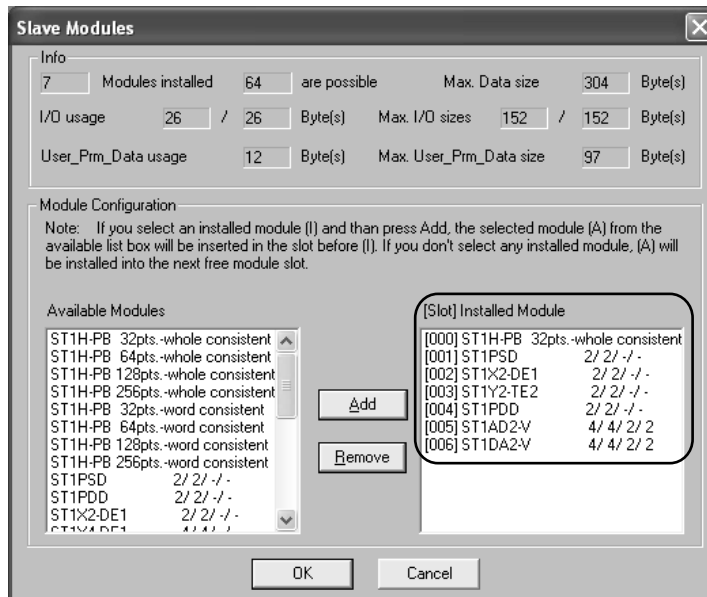 Slave Modules
Info
7 Modules installed 64 are possible Max. Data size 304 Byte(s)
I/O usage 26 / 26 Byte(s) Max. I/O sizes 152 / 152 Byte(s)
User_Prm_Data usage 12 Byte(s) Max. User_Prm_Data size 97 Byte(s)
Module Configuration
Note: If you select an installed module (I) and than press Add, the selected module (A) from the
available list box will be inserted in the slot before (I). If you don't select any installed module, (A) will
be installed into the next free module slot.
Available Modules
ST1H-PB 32pts.-whole consistent
ST1H-PB 64pts.-whole consistent
ST1H-PB 128pts.-whole consistent
ST1H-PB 256pts.-whole consistent
ST1H-PB 32pts.-word consistent
ST1H-PB 64pts.-word consistent
ST1H-PB 128pts.-word consistent
ST1H-PB 256pts.-word consistent
ST1PSD 2/ 2/ -/ -
ST1PDD 2/ 2/ -/ -
ST1X2-DE1 2/ 2/ -/ -
ST1X4-DE1 4/ 4/ -/ -
Add
Remove
[Slot] Installed Module
[000] ST1H-PB 32pts.-whole consistent
[001] ST1PSD 2/ 2/ -/ -
[002] ST1X2-DE1 2/ 2/ -/ -
[003] ST1Y2-TE2 2/ 2/ -/ -
[004] ST1PDD 2/ 2/ -/ -
[005] ST1AD2-V 4/ 4/ 2/ 2
[006] ST1DA2-V 4/ 4/ 2/ 2
OK
Cancel